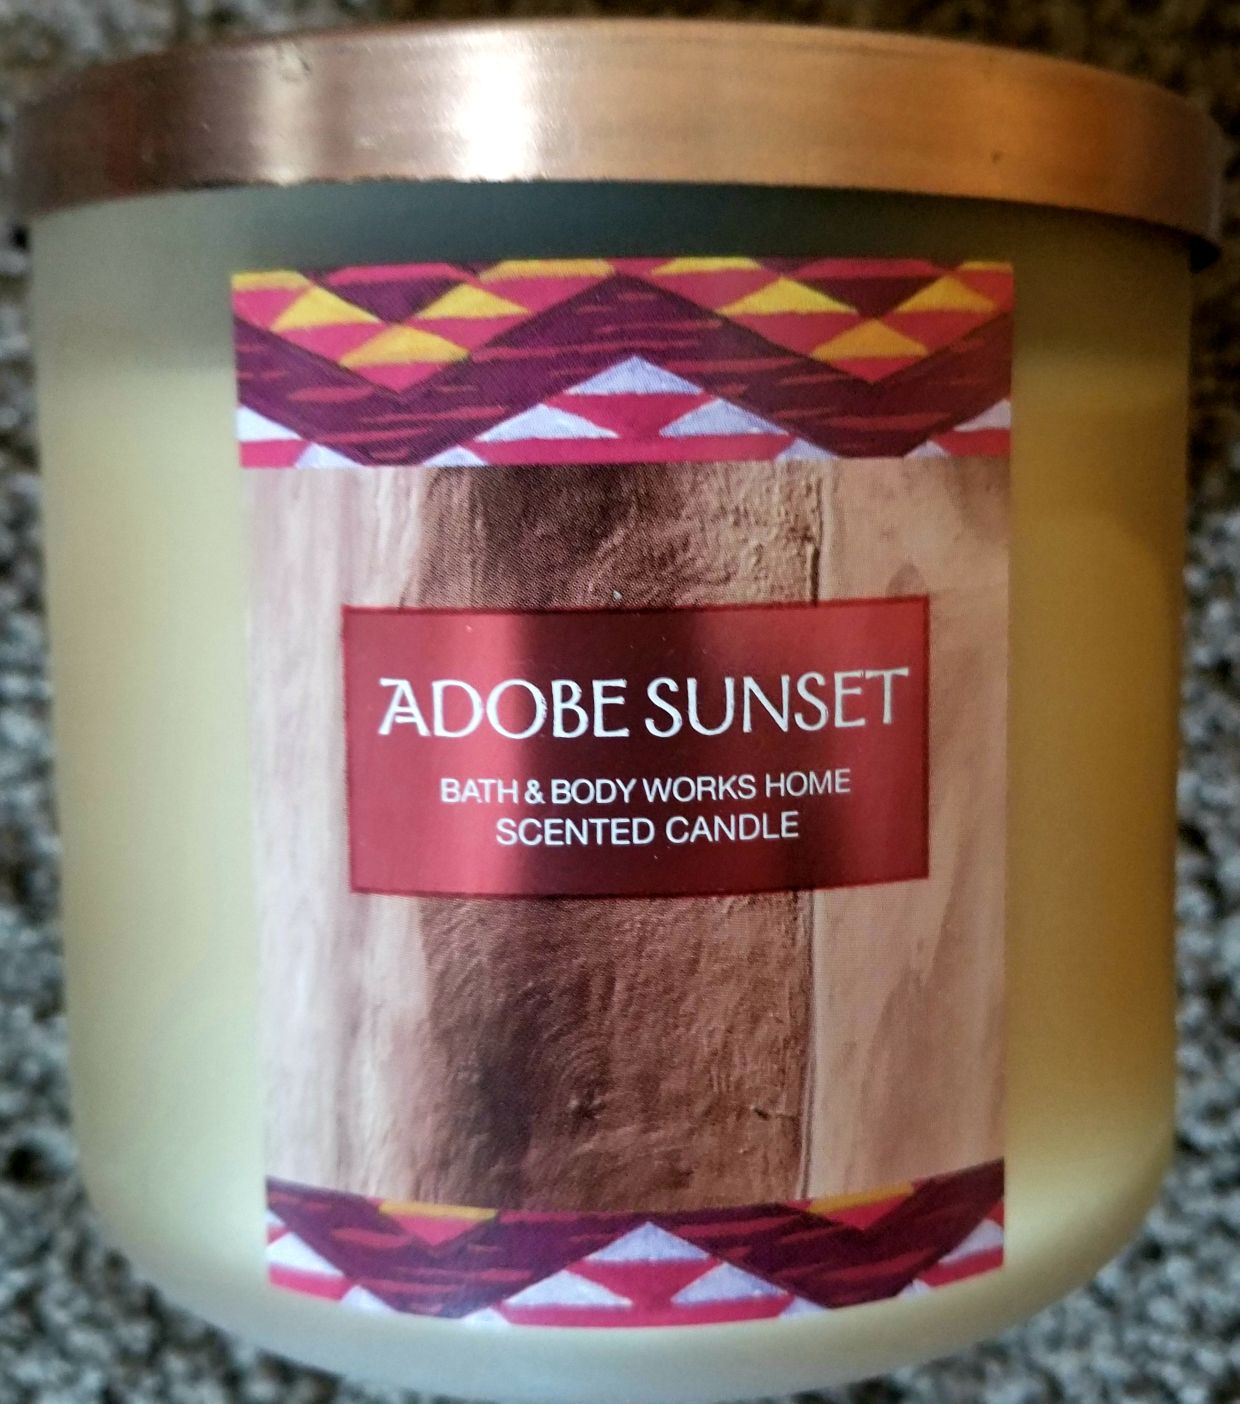 ADOBE SUNSET
BATH & BODY WORKS HOME
SCENTED CANDLE